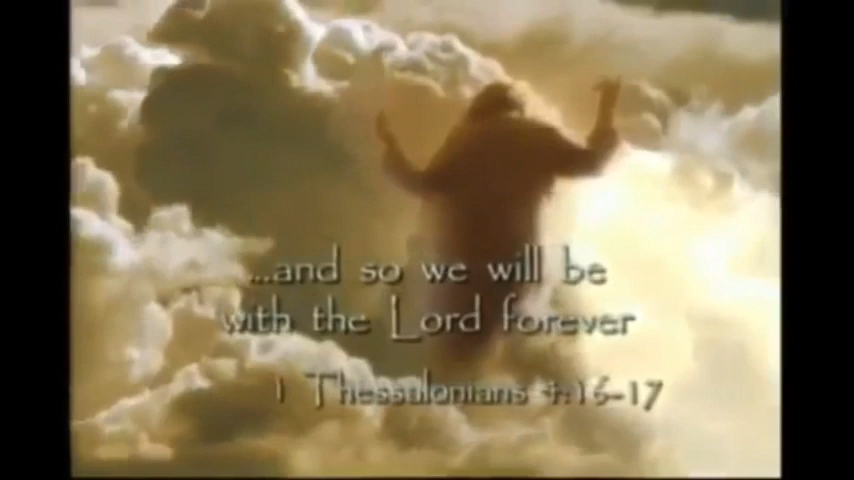 ...and so we will be
with the Lord forever
1 Thessalonians 4:16-17